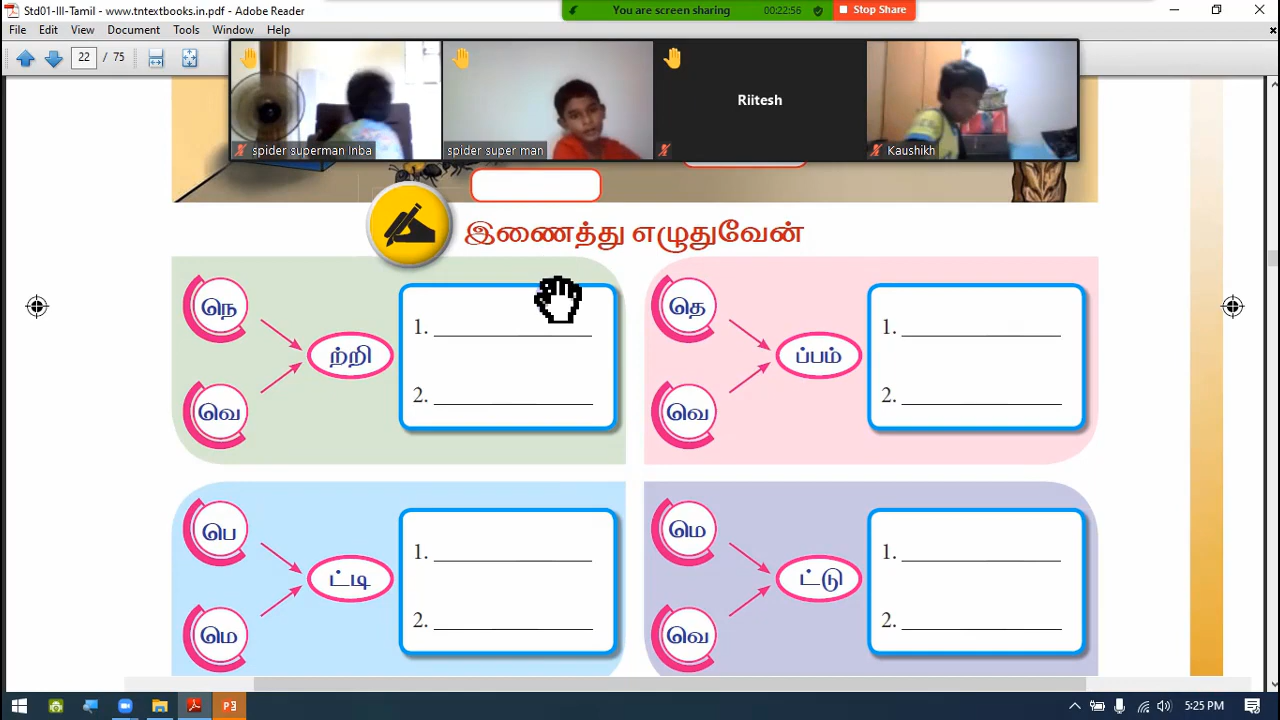 Std01-III-Tamil - www.tntextbooks.in.pdf - Adobe Reader
You are screen sharing 00:22:56 Stop Share
File Edit View Document Tools Window Help
22 / 75
Riitesh
spider superman Inba spider super man Kaushikh
இணைத்து எழுதுவேன்
நெ
வெ
ற்றி
1.
2.
தெ
வெ
ப்பம்
1.
2.
பெ
மெ
ட்டி
1.
2.
மெ
வெ
ட்டு
1.
2.
5:25 PM